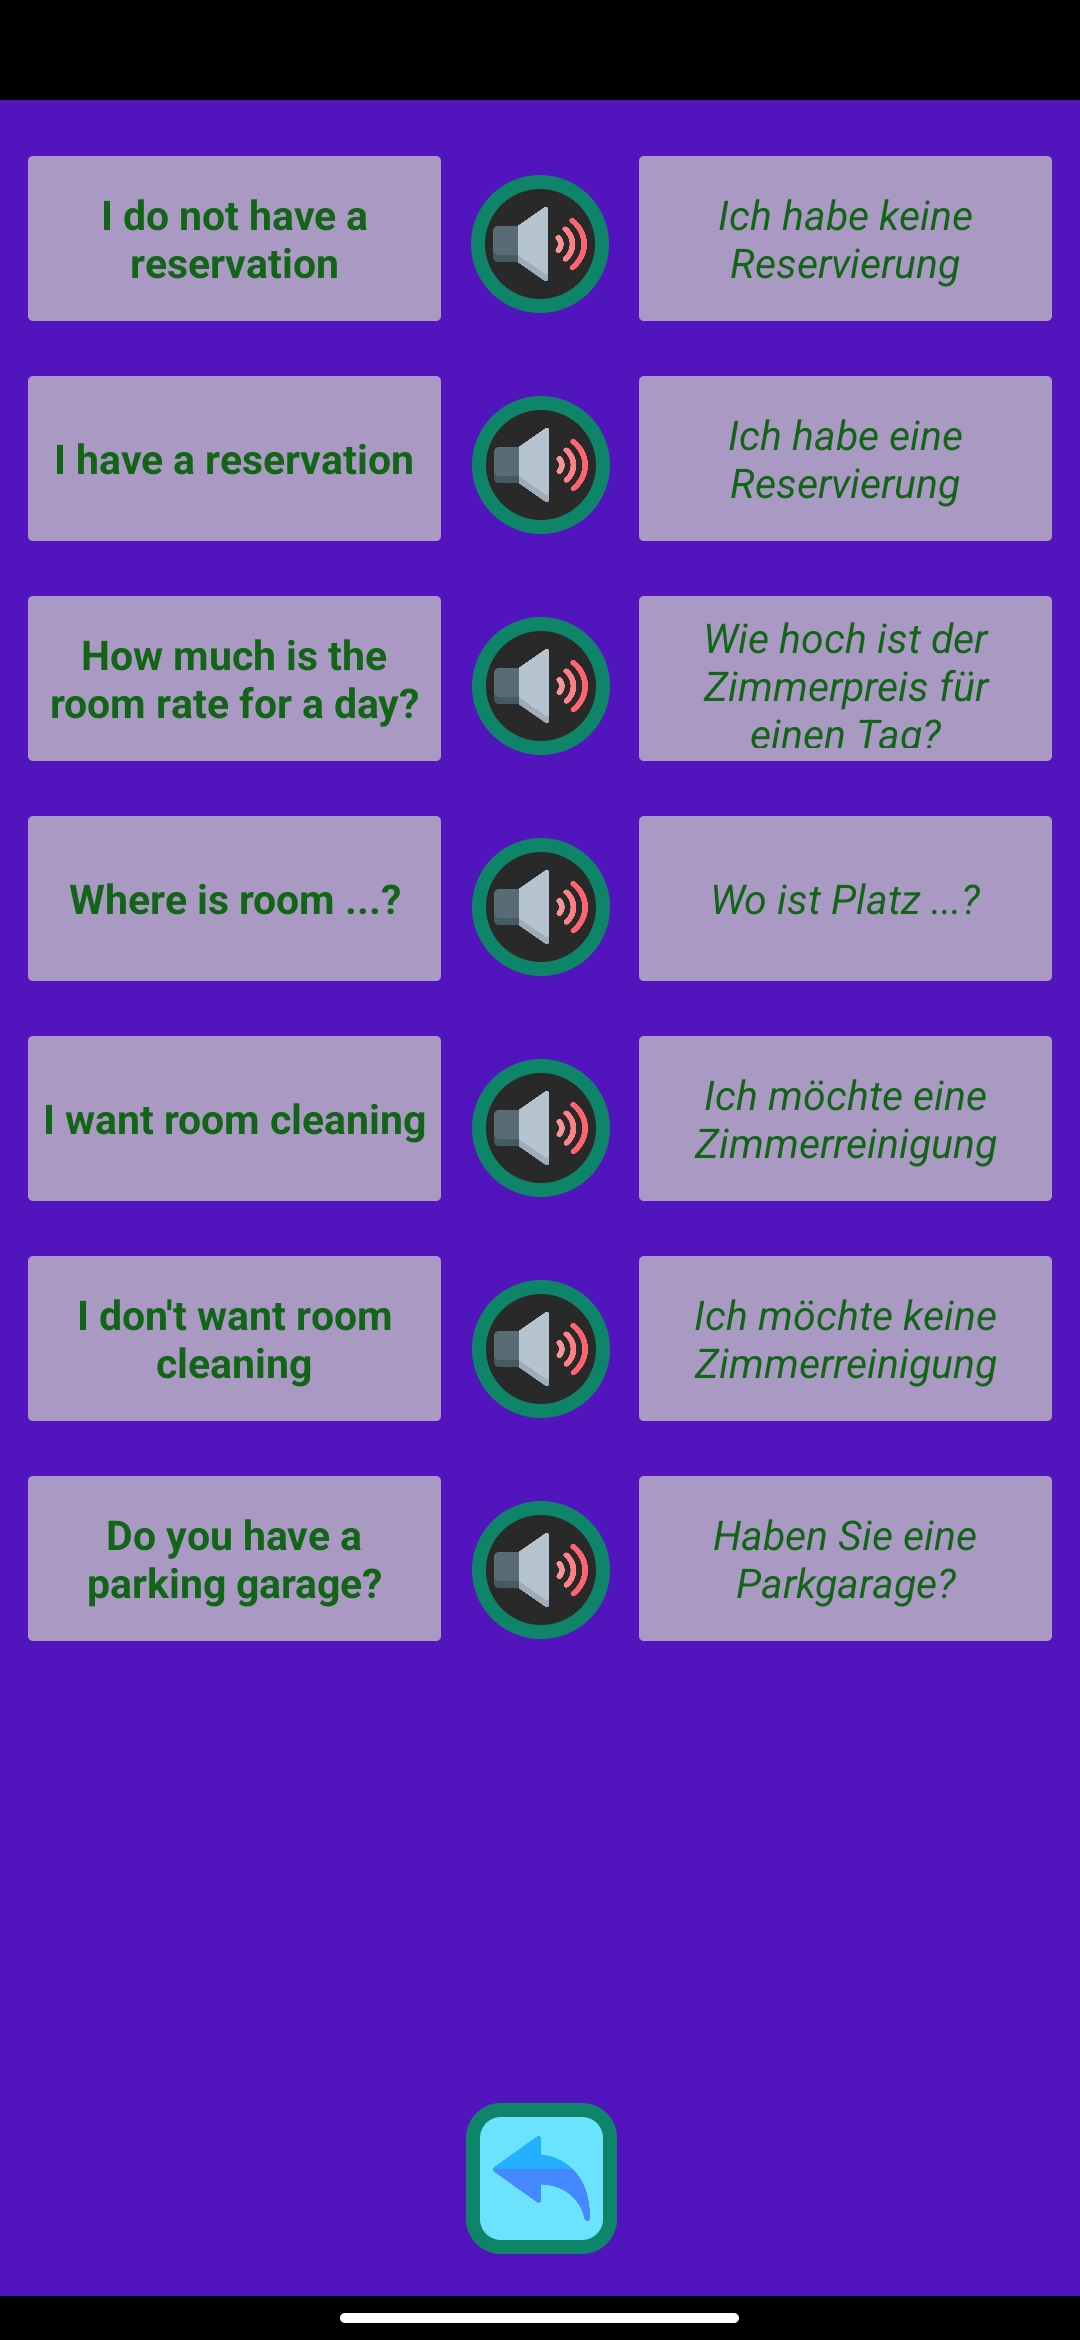 I do not have a
reservation
Ich habe keine
Reservierung
I have a reservation
Ich habe eine
Reservierung
How much is the
room rate for a day?
Wie hoch ist der
Zimmerpreis für
einen Tag?
Where is room ...?
Wo ist Platz ...?
I want room cleaning
Ich möchte eine
Zimmerreinigung
I don't want room
cleaning
Ich möchte keine
Zimmerreinigung
Do you have a
parking garage?
Haben Sie eine
Parkgarage?